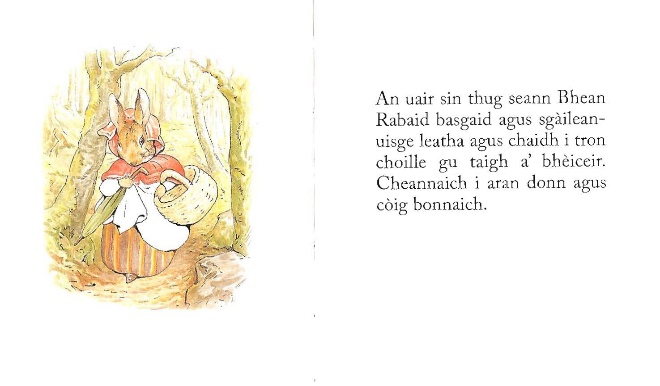 An uair sin thug seann Bhean
Rabaid basgaid agus sgàilean-
uisge leatha agus chaidh i tron
choille gu taigh a' bhèiceir.
Cheannaich i aran donn agus
còig bonnaich.